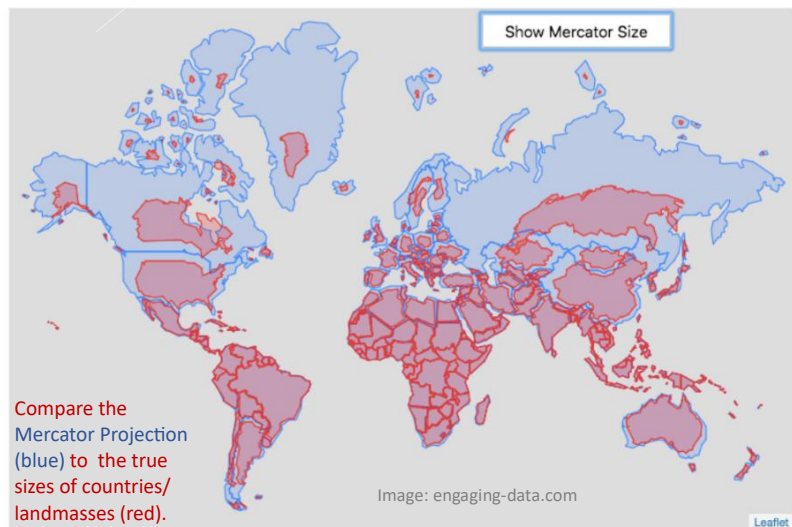 Show Mercator Size
Compare the
Mercator Projection
(blue) to the true
sizes of countries/
landmasses (red).
Image: engaging-data.com
Leaflet